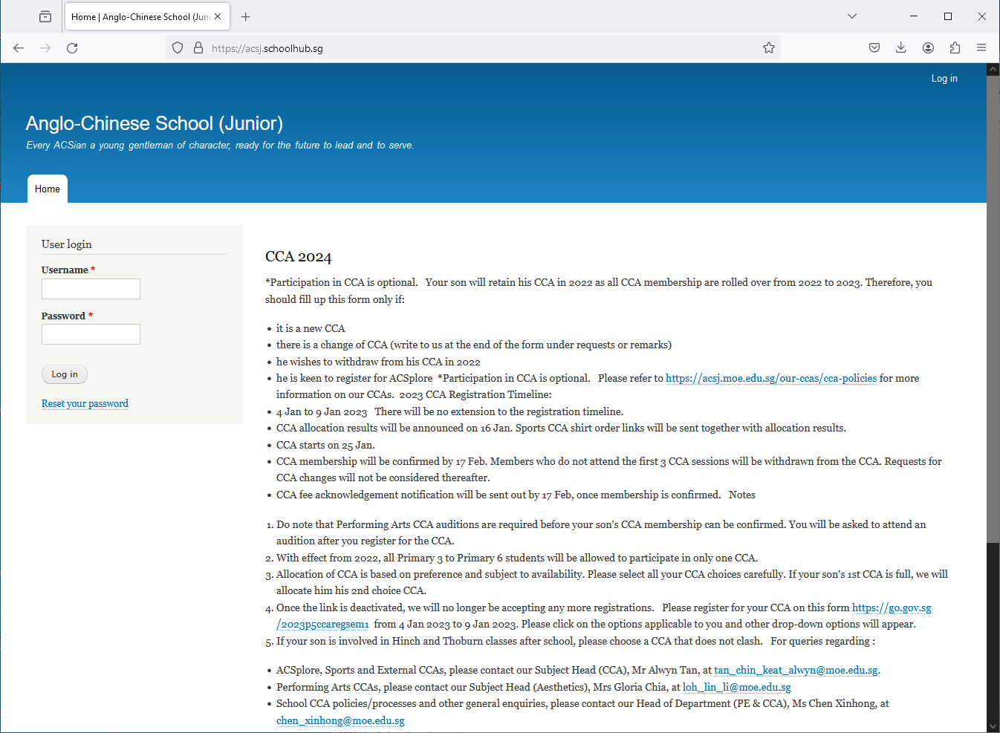 Home | Anglo-Chinese School (Juni
https://acsj.schoolhub.sg
Log in
Anglo-Chinese School (Junior)
Every ACSian a young gentleman of character, ready for the future to lead and to serve.
Home
User login
Username *
Password *
Log in
Reset your password
CCA 2024
*Participation in CCA is optional.   Your son will retain his CCA in 2022 as all CCA membership are rolled over from 2022 to 2023. Therefore, you
should fill up this form only if:
• it is a new CCA
• there is a change of CCA (write to us at the end of the form under requests or remarks)
• he wishes to withdraw from his CCA in 2022
• he is keen to register for ACSplore  *Participation in CCA is optional.   Please refer to https://acsj.moe.edu.sg/our-ccas/cca-policies for more
information on our CCAs.  2023 CCA Registration Timeline:
• 4 Jan to 9 Jan 2023   There will be no extension to the registration timeline.
• CCA allocation results will be announced on 16 Jan. Sports CCA shirt order links will be sent together with allocation results.
• CCA starts on 25 Jan.
• CCA membership will be confirmed by 17 Feb. Members who do not attend the first 3 CCA sessions will be withdrawn from the CCA. Requests for
CCA changes will not be considered thereafter.
• CCA fee acknowledgement notification will be sent out by 17 Feb, once membership is confirmed.   Notes
1. Do note that Performing Arts CCA auditions are required before your son's CCA membership can be confirmed. You will be asked to attend an
audition after you register for the CCA.
2. With effect from 2022, all Primary 3 to Primary 6 students will be allowed to participate in only one CCA.
3. Allocation of CCA is based on preference and subject to availability. Please select all your CCA choices carefully. If your son's 1st CCA is full, we will
allocate him his 2nd choice CCA.
4. Once the link is deactivated, we will no longer be accepting any more registrations.   Please register for your CCA on this form https://go.gov.sg
/2023p5ccaregsem1  from 4 Jan 2023 to 9 Jan 2023. Please click on the options applicable to you and other drop-down options will appear.
5. If your son is involved in Hinch and Thoburn classes after school, please choose a CCA that does not clash.   For queries regarding :
• ACSplore, Sports and External CCAs, please contact our Subject Head (CCA), Mr Alwyn Tan, at tan_chin_keat_alwyn@moe.edu.sg.
• Performing Arts CCAs, please contact our Subject Head (Aesthetics), Mrs Gloria Chia, at loh_lin_li@moe.edu.sg
• School CCA policies/processes and other general enquiries, please contact our Head of Department (PE & CCA), Ms Chen Xinhong, at
chen_xinhong@moe.edu.sg